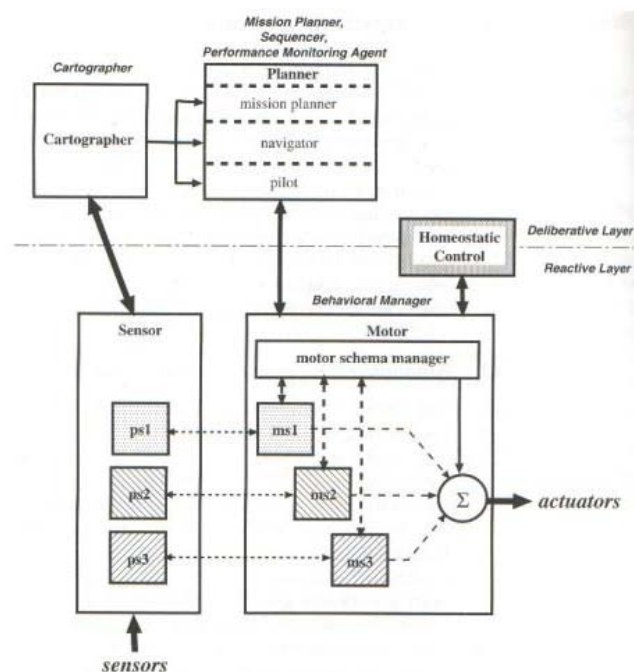 Mission Planner,
Sequencer,
Performance Monitoring Agent
Cartographer
Planner
Cartographer
mission planner
navigator
pilot
Homeostatic
Control
Deliberative Layer
Reactive Layer
Behavioral Manager
Sensor
Motor
motor schema manager
ps1
ms1
ps2
ms2
Σ
actuators
ps3
ms3
sensors